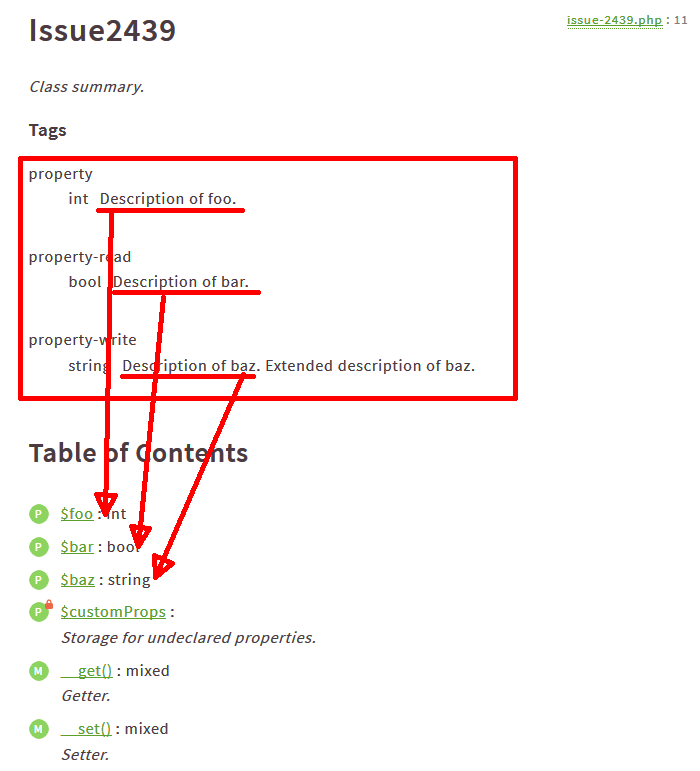 Issue2439
issue-2439.php : 11
Class summary.
Tags
property
int Description of foo.
property-read
bool Description of bar.
property-write
string Description of baz. Extended description of baz.
Table of Contents
P $foo : int
P $bar : bool
P $baz : string
P $customProps :
Storage for undeclared properties.
M __get() : mixed
Getter.
M __set() : mixed
Setter.